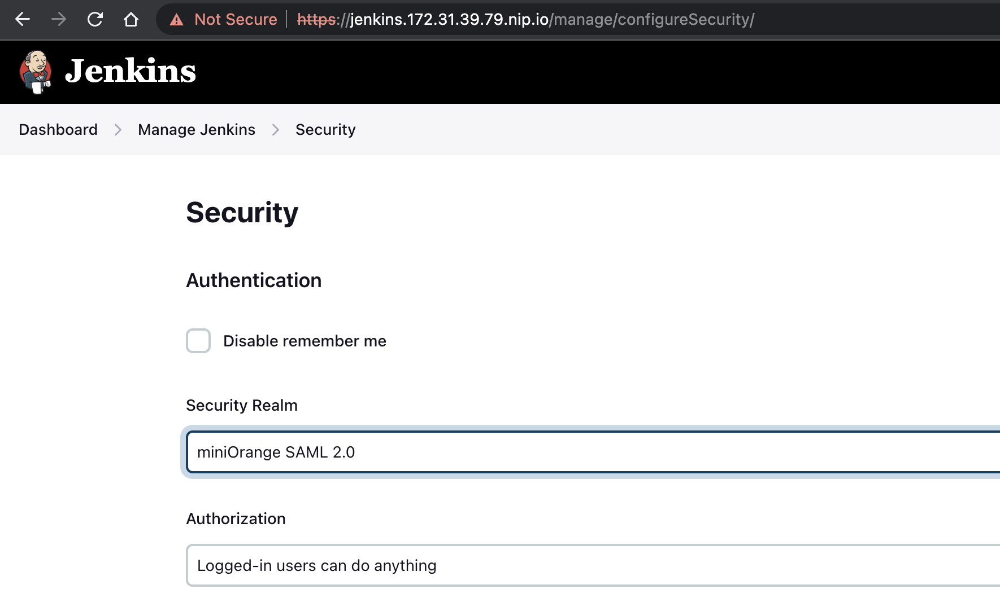 Not Secure https://jenkins.172.31.39.79.nip.io/manage/configureSecurity/
Jenkins
Dashboard Manage Jenkins Security
Security
Authentication
Disable remember me
Security Realm
miniOrange SAML 2.0
Authorization
Logged-in users can do anything